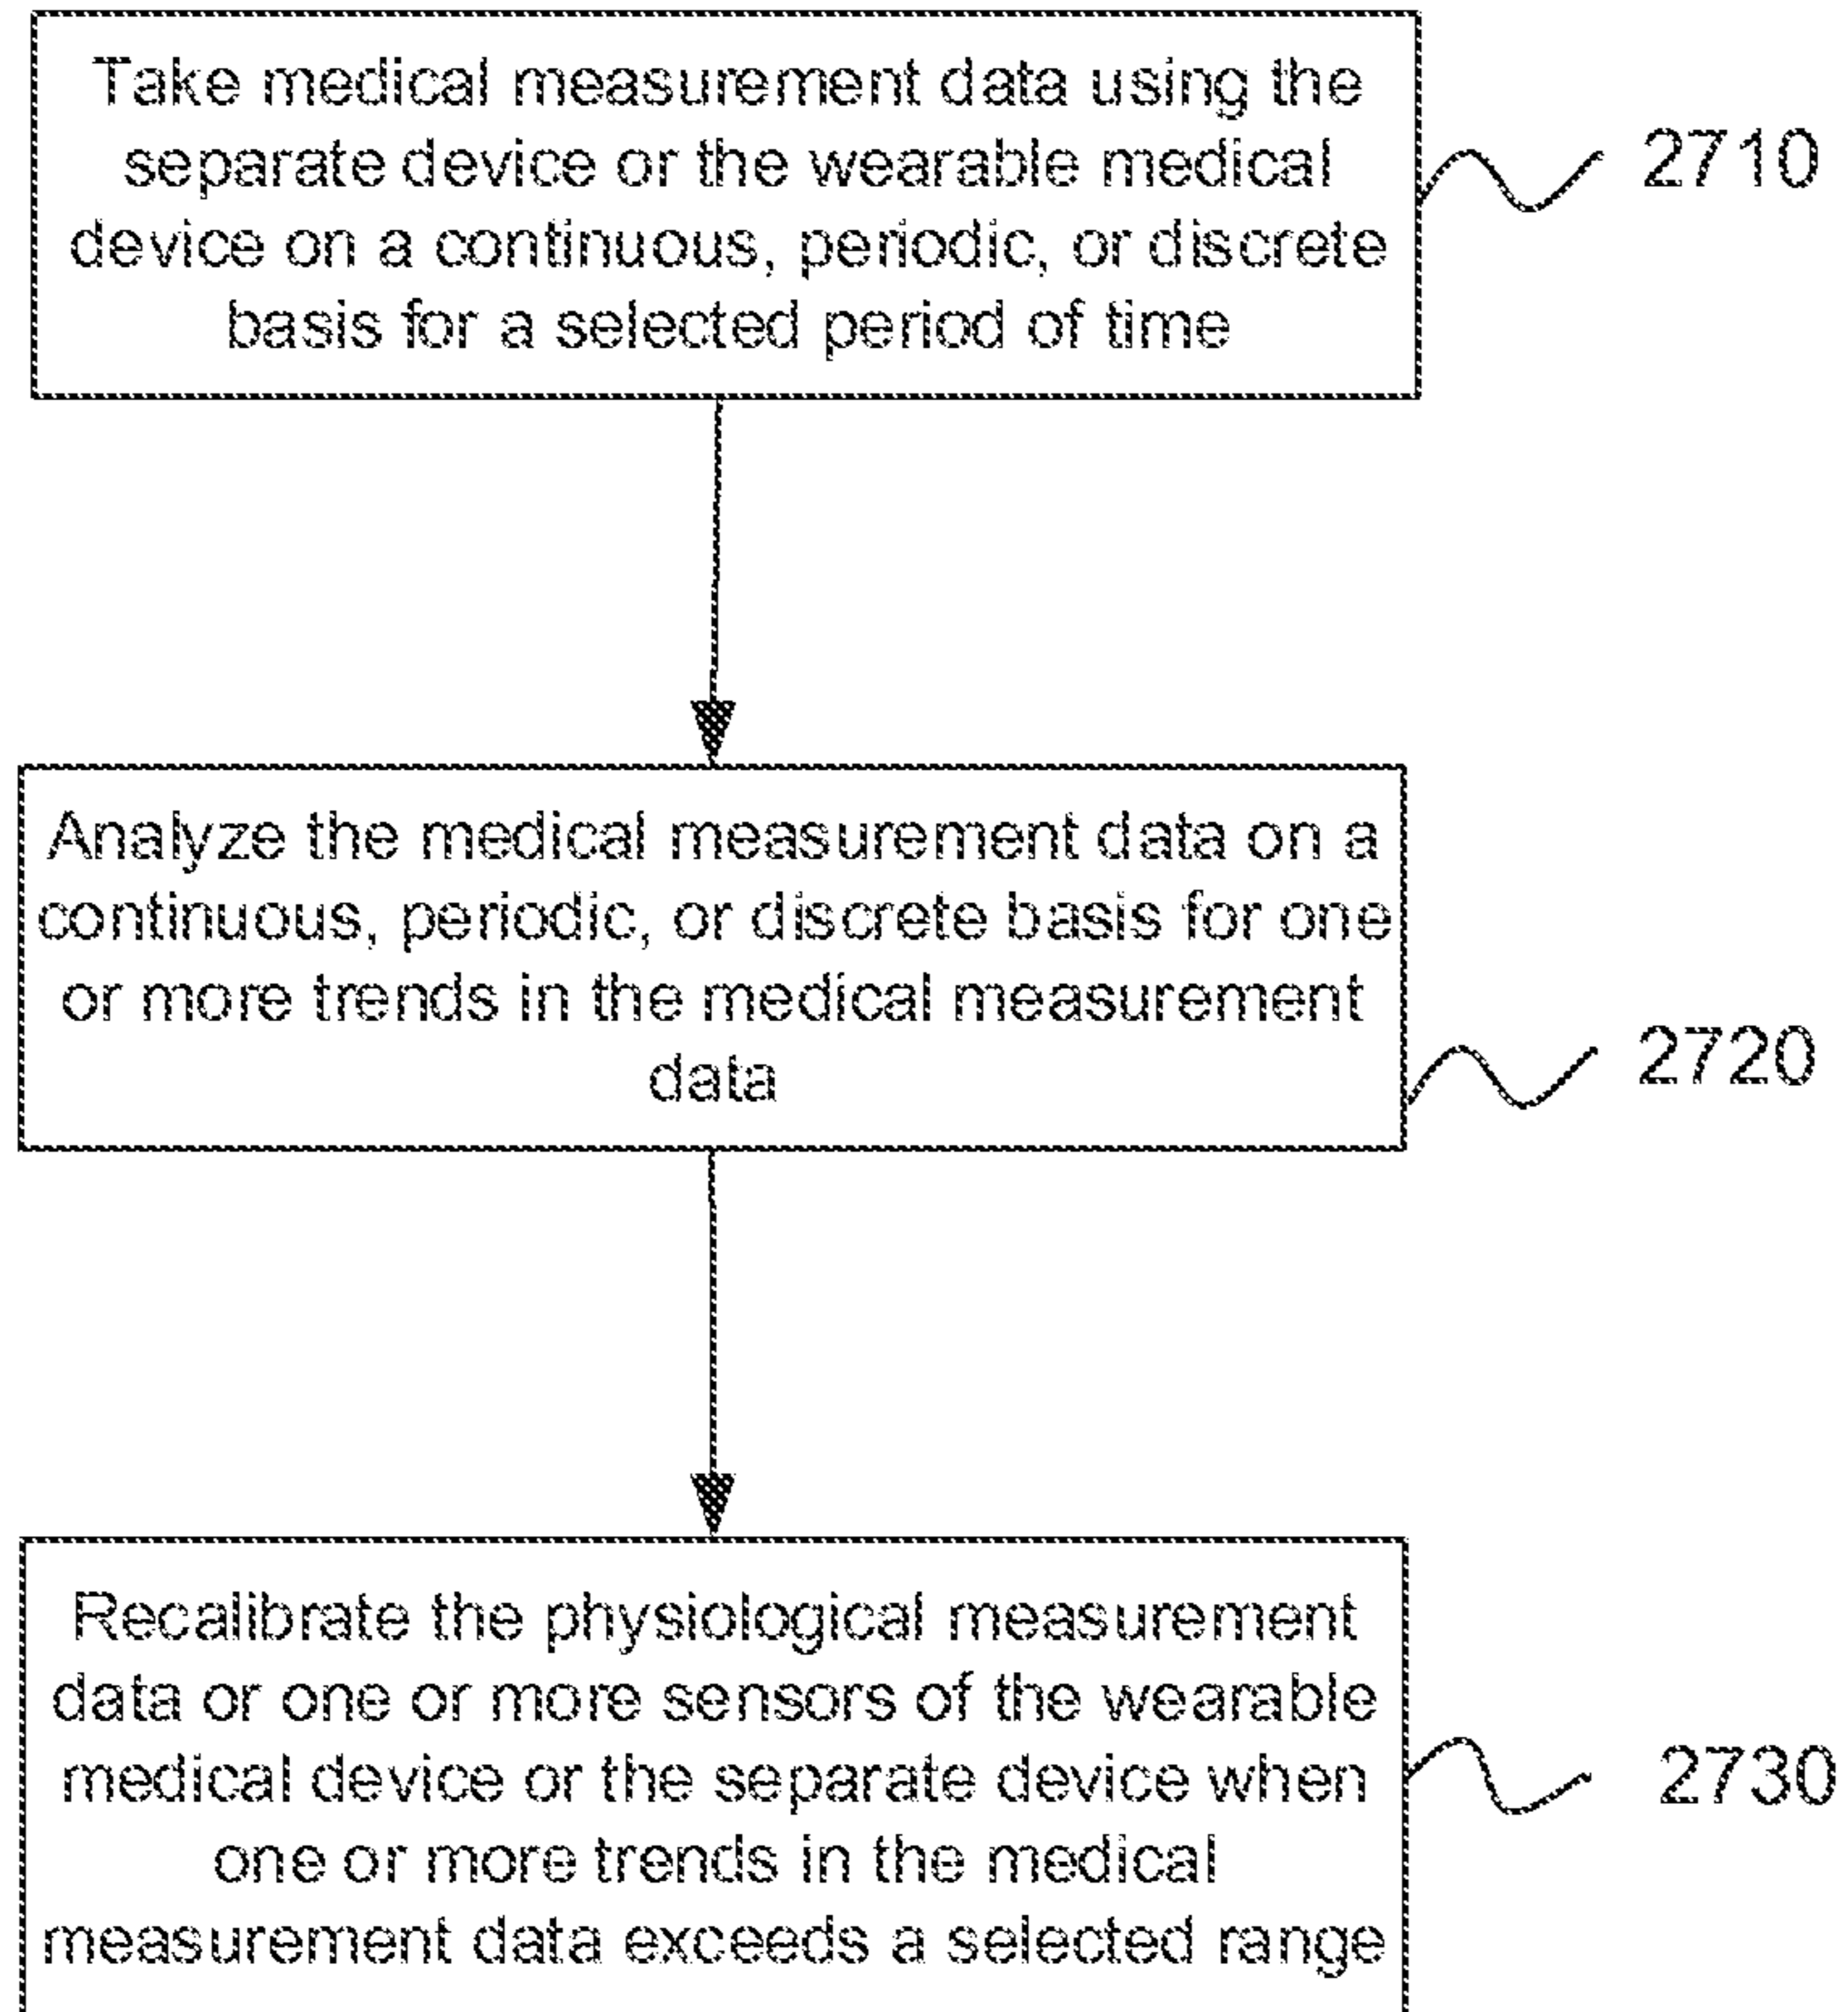 Take medical measurement data using the
separate device or the wearable medical
device on a continuous, periodic, or discrete
basis for a selected period of time
2710
Analyze the medical measurement data on a
continuous, periodic, or discrete basis for one
or more trends in the medical measurement
data
2720
Recalibrate the physiological measurement
data or one or more sensors of the wearable
medical device or the separate device when
one or more trends in the medical
measurement data exceeds a selected range
2730